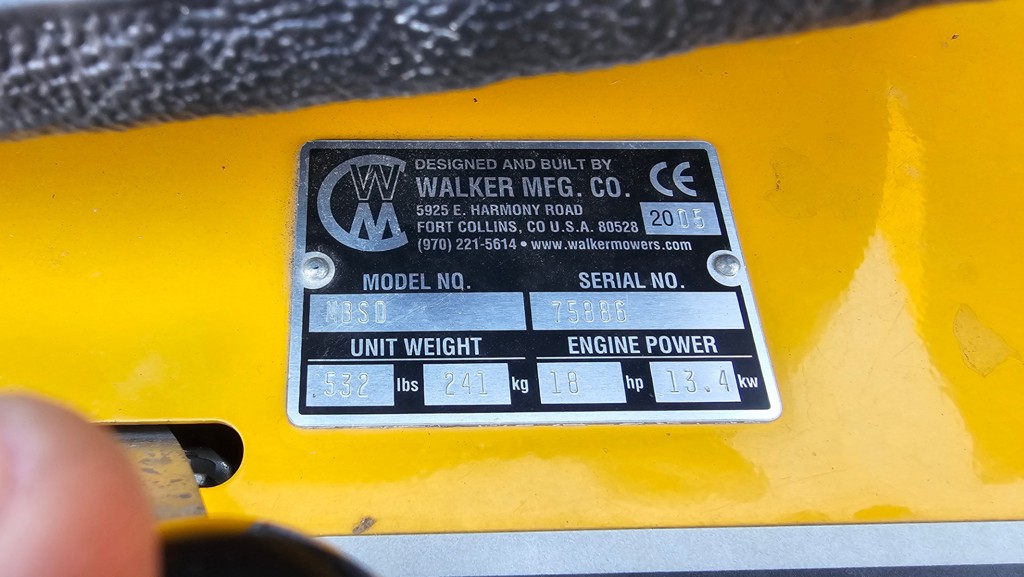 WM
DESIGNED AND BUILT BY
WALKER MFG. CO.
CE
5925 E. HARMONY ROAD
FORT COLLINS, CO U.S.A. 80528
2005
(970) 221-5614 • www.walkermowers.com
MODEL NO. SERIAL NO.
MBSO 75886
UNIT WEIGHT ENGINE POWER
532 lbs 241 kg 18 hp 13.4 kw